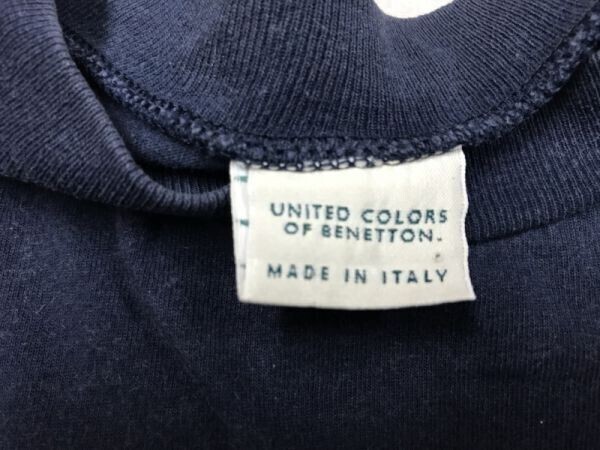 UNITED COLORS
OF BENETTON.
MADE IN ITALY